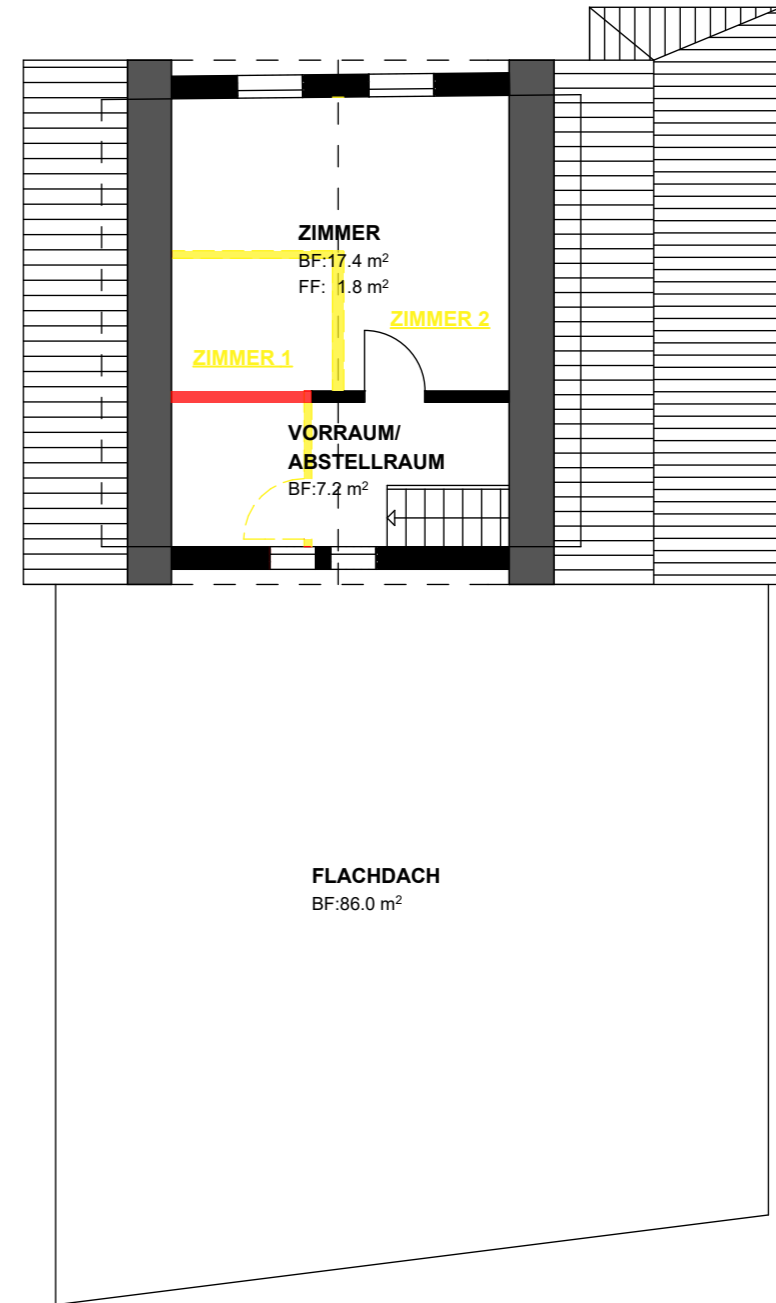 ZIMMER
BF:17.4 m²
FF: 1.8 m²
ZIMMER 2
ZIMMER 1
VORRAUM/
ABSTELLRAUM
BF:7.2 m²
FLACHDACH
BF:86.0 m²